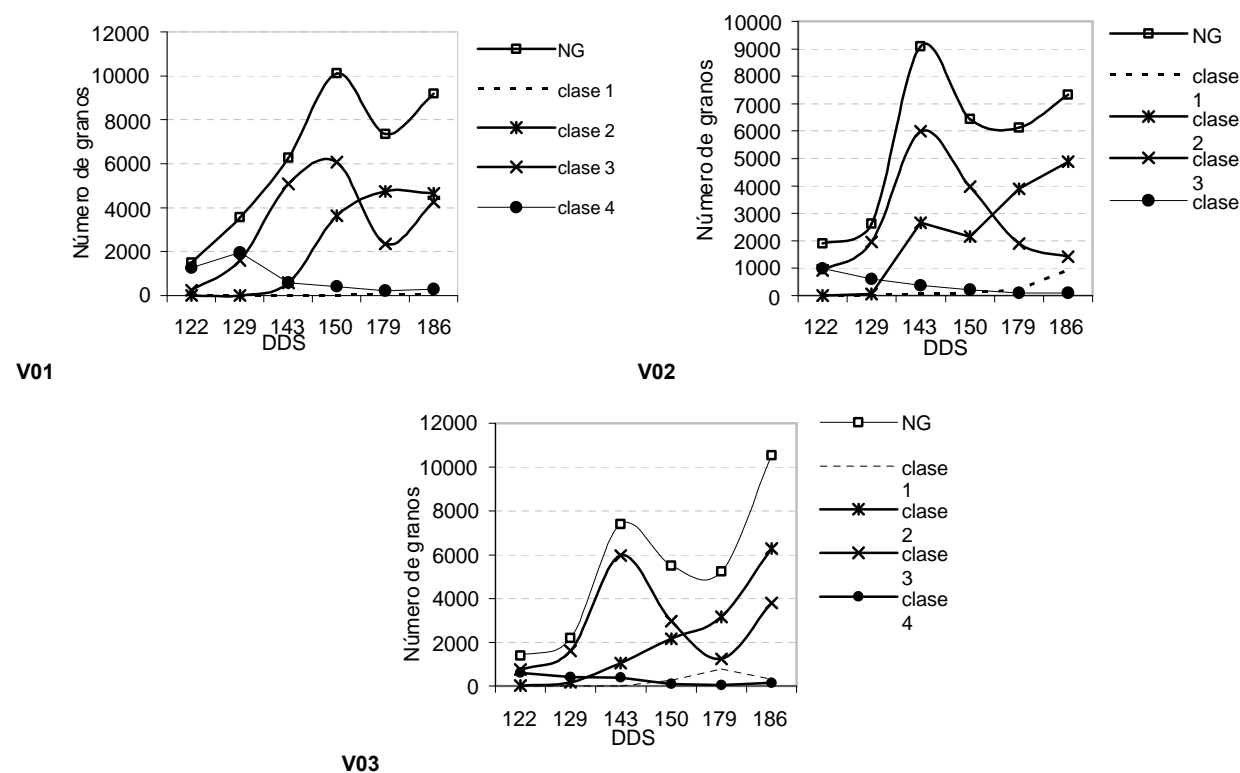 12000
10000
8000
6000
4000
2000
0
Número de granos
122 129 143 150 179 186
DDS
NG
clase 1
clase 2
clase 3
clase 4
V01
10000
9000
8000
7000
6000
5000
4000
3000
2000
1000
0
Número de granos
122 129 143 150 179 186
DDS
NG
clase
1
clase
2
clase
3
clase
V02
12000
10000
8000
6000
4000
2000
0
Número de granos
122 129 143 150 179 186
DDS
NG
clase
1
clase
2
clase
3
clase
4
V03